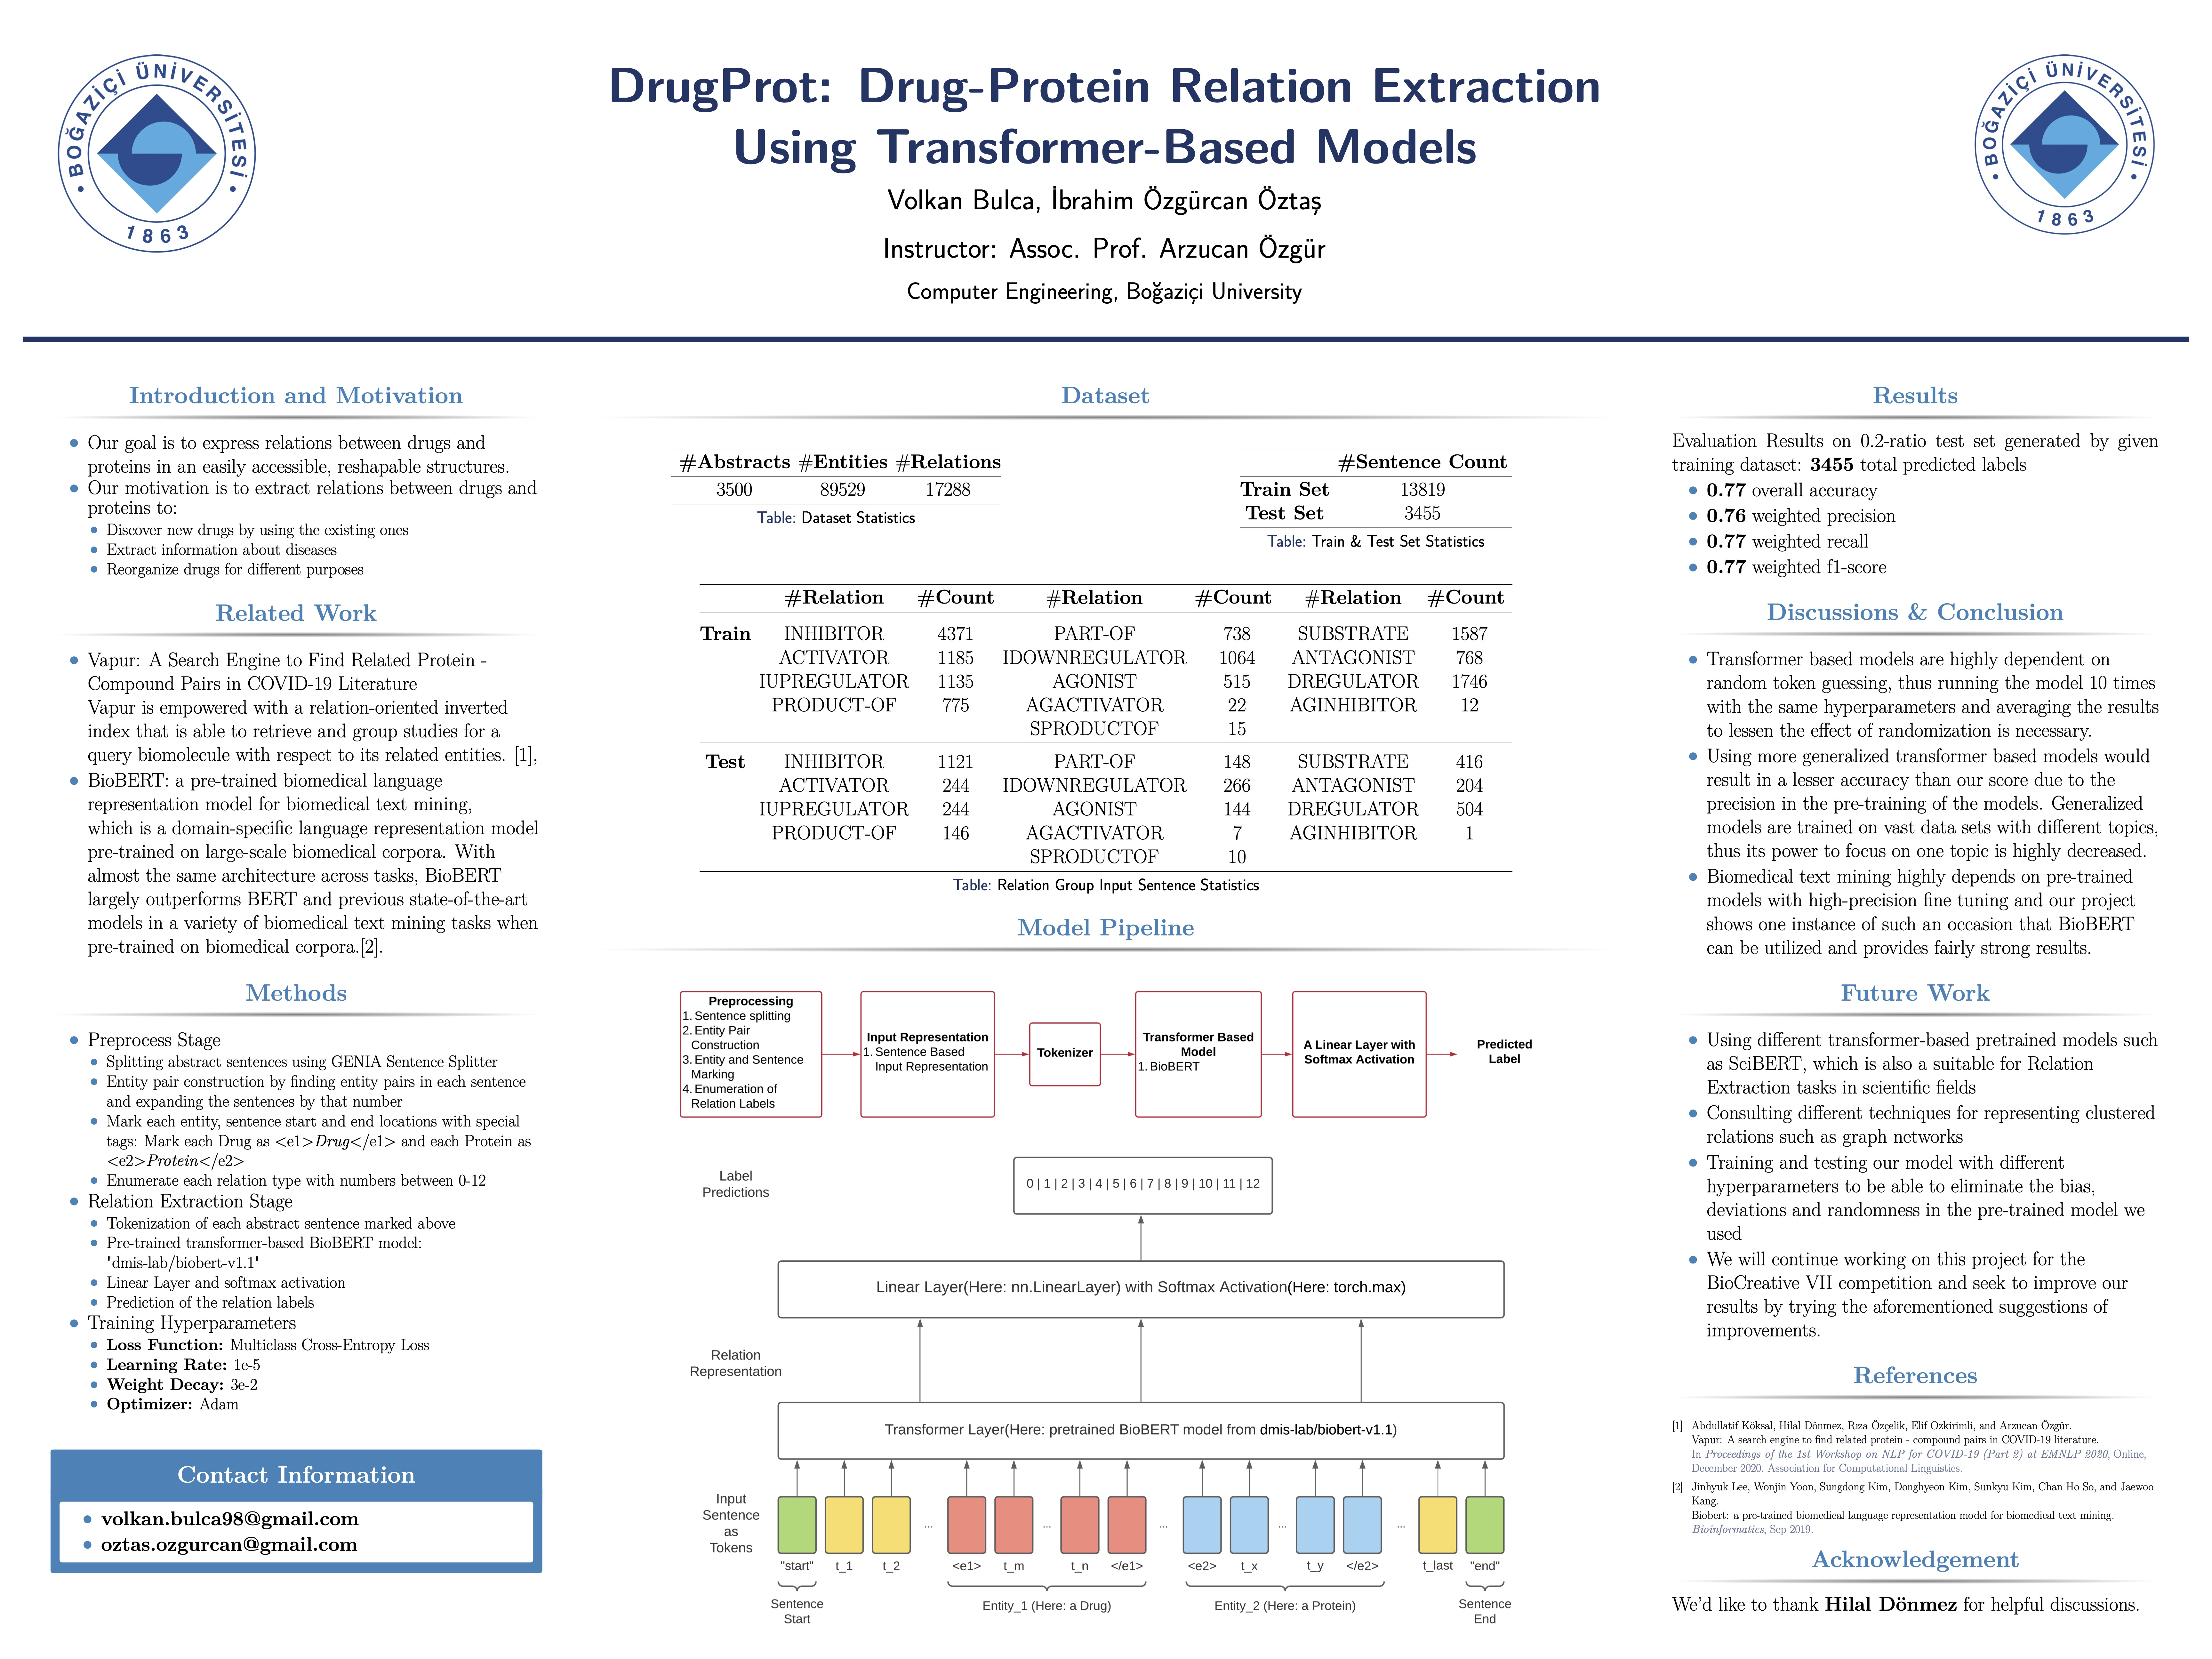 BOĞAZİÇİ ÜNİVERSİTESİ
1863
DrugProt: Drug-Protein Relation Extraction
Using Transformer-Based Models
Volkan Bulca, İbrahim Özgürcan Öztaş
Instructor: Assoc. Prof. Arzucan Özgür
Computer Engineering, Boğaziçi University
BOĞAZİÇİ ÜNİVERSİTESİ
1863
Introduction and Motivation
Our goal is to express relations between drugs and
proteins in an easily accessible, reshapable structures.
Our motivation is to extract relations between drugs and
proteins to:
Discover new drugs by using the existing ones
Extract information about diseases
Reorganize drugs for different purposes
Related Work
Vapur: A Search Engine to Find Related Protein -
Compound Pairs in COVID-19 Literature
Vapur is empowered with a relation-oriented inverted
index that is able to retrieve and group studies for a
query biomolecule with respect to its related entities. [1],
BioBERT: a pre-trained biomedical language
representation model for biomedical text mining,
which is a domain-specific language representation model
pre-trained on large-scale biomedical corpora. With
almost the same architecture across tasks, BioBERT
largely outperforms BERT and previous state-of-the-art
models in a variety of biomedical text mining tasks when
pre-trained on biomedical corpora.[2].
Methods
Preprocess Stage
Splitting abstract sentences using GENIA Sentence Splitter
Entity pair construction by finding entity pairs in each sentence
and expanding the sentences by that number
Mark each entity, sentence start and end locations with special
tags: Mark each Drug as <e1>Drug</e1> and each Protein as
<e2>Protein</e2>
Enumerate each relation type with numbers between 0-12
Relation Extraction Stage
Tokenization of each abstract sentence marked above
Pre-trained transformer-based BioBERT model:
"dmis-lab/biobert-v1.1"
Linear Layer and softmax activation
Prediction of the relation labels
Training Hyperparameters
Loss Function: Multiclass Cross-Entropy Loss
Learning Rate: 1e-5
Weight Decay: 3e-2
Optimizer: Adam
Contact Information
volkan.bulca98@gmail.com
oztas.ozgurcan@gmail.com
Dataset
#Abstracts #Entities #Relations
3500 89529 17288
Table: Dataset Statistics
#Sentence Count
Train Set 13819
Test Set 3455
Table: Train & Test Set Statistics
#Relation #Count #Relation #Count #Relation #Count
Train INHIBITOR 4371 PART-OF 738 SUBSTRATE 1587
ACTIVATOR 1185 IDOWNREGULATOR 1064 ANTAGONIST 768
IUPREGULATOR 1135 AGONIST 515 DREGULATOR 1746
PRODUCT-OF 775 AGACTIVATOR 22 AGINHIBITOR 12
SPRODUCTOF 15
Test INHIBITOR 1121 PART-OF 148 SUBSTRATE 416
ACTIVATOR 244 IDOWNREGULATOR 266 ANTAGONIST 204
IUPREGULATOR 244 AGONIST 144 DREGULATOR 504
PRODUCT-OF 146 AGACTIVATOR 7 AGINHIBITOR 1
SPRODUCTOF 10
Table: Relation Group Input Sentence Statistics
Model Pipeline
Preprocessing
1. Sentence splitting
2. Entity Pair
Construction
3. Entity and Sentence
Marking
4. Enumeration of
Relation Labels
Input Representation
1. Sentence Based
Input Representation
Tokenizer
Transformer Based
Model
1. BioBERT
A Linear Layer with
Softmax Activation
Predicted
Label
Label
Predictions
0 | 1 | 2 | 3 | 4 | 5 | 6 | 7 | 8 | 9 | 10 | 11 | 12
Linear Layer(Here: nn.LinearLayer) with Softmax Activation(Here: torch.max)
Relation
Representation
Transformer Layer(Here: pretrained BioBERT model from dmis-lab/biobert-v1.1)
Input
Sentence
as
Tokens
... ... ... ... ...
"start" t_1 t_2 <e1> t_m t_n </e1> <e2> t_x t_y </e2> t_last "end"
Sentence
Start
Entity_1 (Here: a Drug)
Entity_2 (Here: a Protein)
Sentence
End
Results
Evaluation Results on 0.2-ratio test set generated by given
training dataset: 3455 total predicted labels
0.77 overall accuracy
0.76 weighted precision
0.77 weighted recall
0.77 weighted f1-score
Discussions & Conclusion
Transformer based models are highly dependent on
random token guessing, thus running the model 10 times
with the same hyperparameters and averaging the results
to lessen the effect of randomization is necessary.
Using more generalized transformer based models would
result in a lesser accuracy than our score due to the
precision in the pre-training of the models. Generalized
models are trained on vast data sets with different topics,
thus its power to focus on one topic is highly decreased.
Biomedical text mining highly depends on pre-trained
models with high-precision fine tuning and our project
shows one instance of such an occasion that BioBERT
can be utilized and provides fairly strong results.
Future Work
Using different transformer-based pretrained models such
as SciBERT, which is also a suitable for Relation
Extraction tasks in scientific fields
Consulting different techniques for representing clustered
relations such as graph networks
Training and testing our model with different
hyperparameters to be able to eliminate the bias,
deviations and randomness in the pre-trained model we
used
We will continue working on this project for the
BioCreative VII competition and seek to improve our
results by trying the aforementioned suggestions of
improvements.
References
[1] Abdullatif Köksal, Hilal Dönmez, Rıza Özçelik, Elif Ozkirimli, and Arzucan Özgür.
Vapur: A search engine to find related protein - compound pairs in COVID-19 literature.
In Proceedings of the 1st Workshop on NLP for COVID-19 (Part 2) at EMNLP 2020, Online,
December 2020. Association for Computational Linguistics.
[2] Jinhyuk Lee, Wonjin Yoon, Sungdong Kim, Donghyeon Kim, Sunkyu Kim, Chan Ho So, and Jaewoo
Kang.
Biobert: a pre-trained biomedical language representation model for biomedical text mining.
Bioinformatics, Sep 2019.
Acknowledgement
We'd like to thank Hilal Dönmez for helpful discussions.